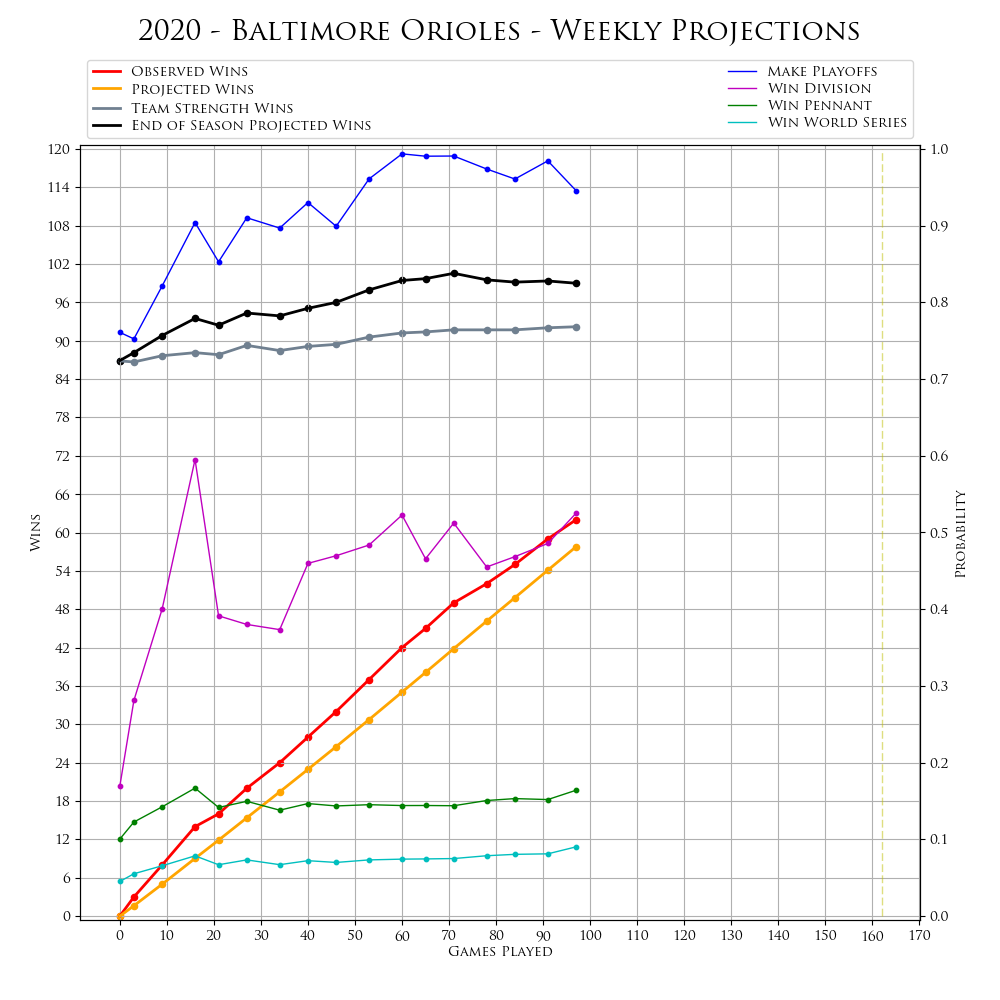 2020 - Baltimore Orioles - Weekly Projections
Observed Wins
Projected Wins
Team Strength Wins
End of Season Projected Wins
Make Playoffs
Win Division
Win Pennant
Win World Series
120
114
108
102
96
90
84
78
72
66
60
54
48
42
36
30
24
18
12
6
0
Wins
1.0
0.9
0.8
0.7
0.6
0.5
0.4
0.3
0.2
0.1
0.0
Probability
0 10 20 30 40 50 60 70 80 90 100 110 120 130 140 150 160 170
Games Played